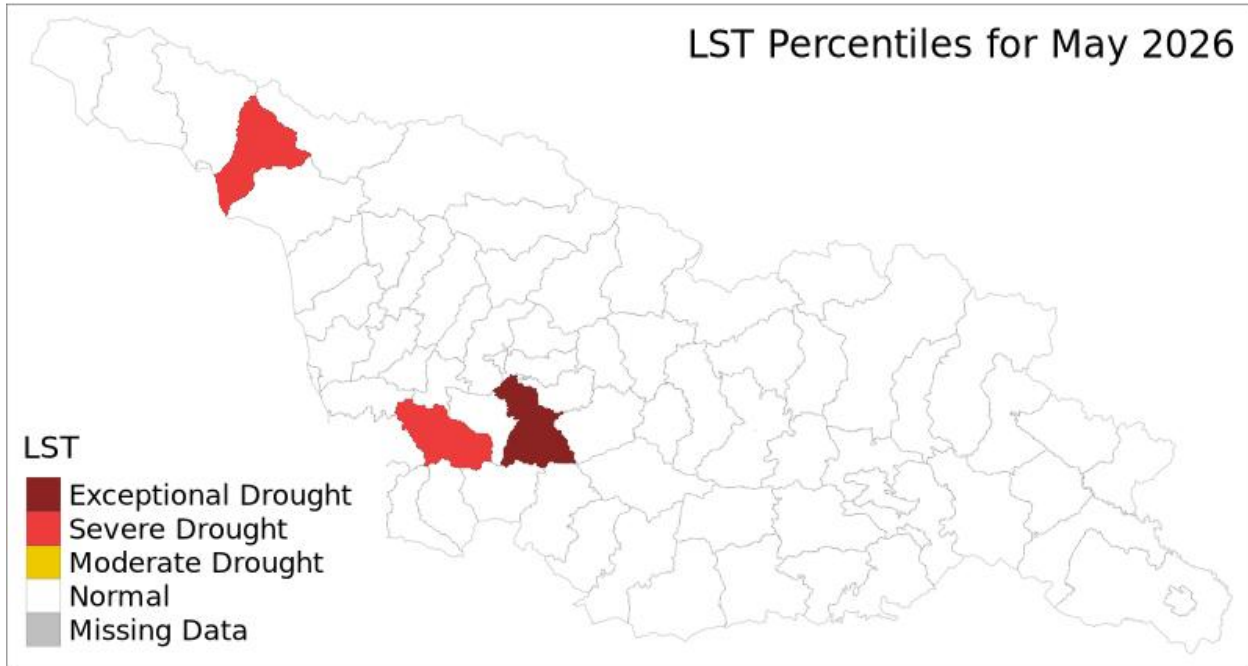 LST Percentiles for May 2026
LST
Exceptional Drought
Severe Drought
Moderate Drought
Normal
Missing Data